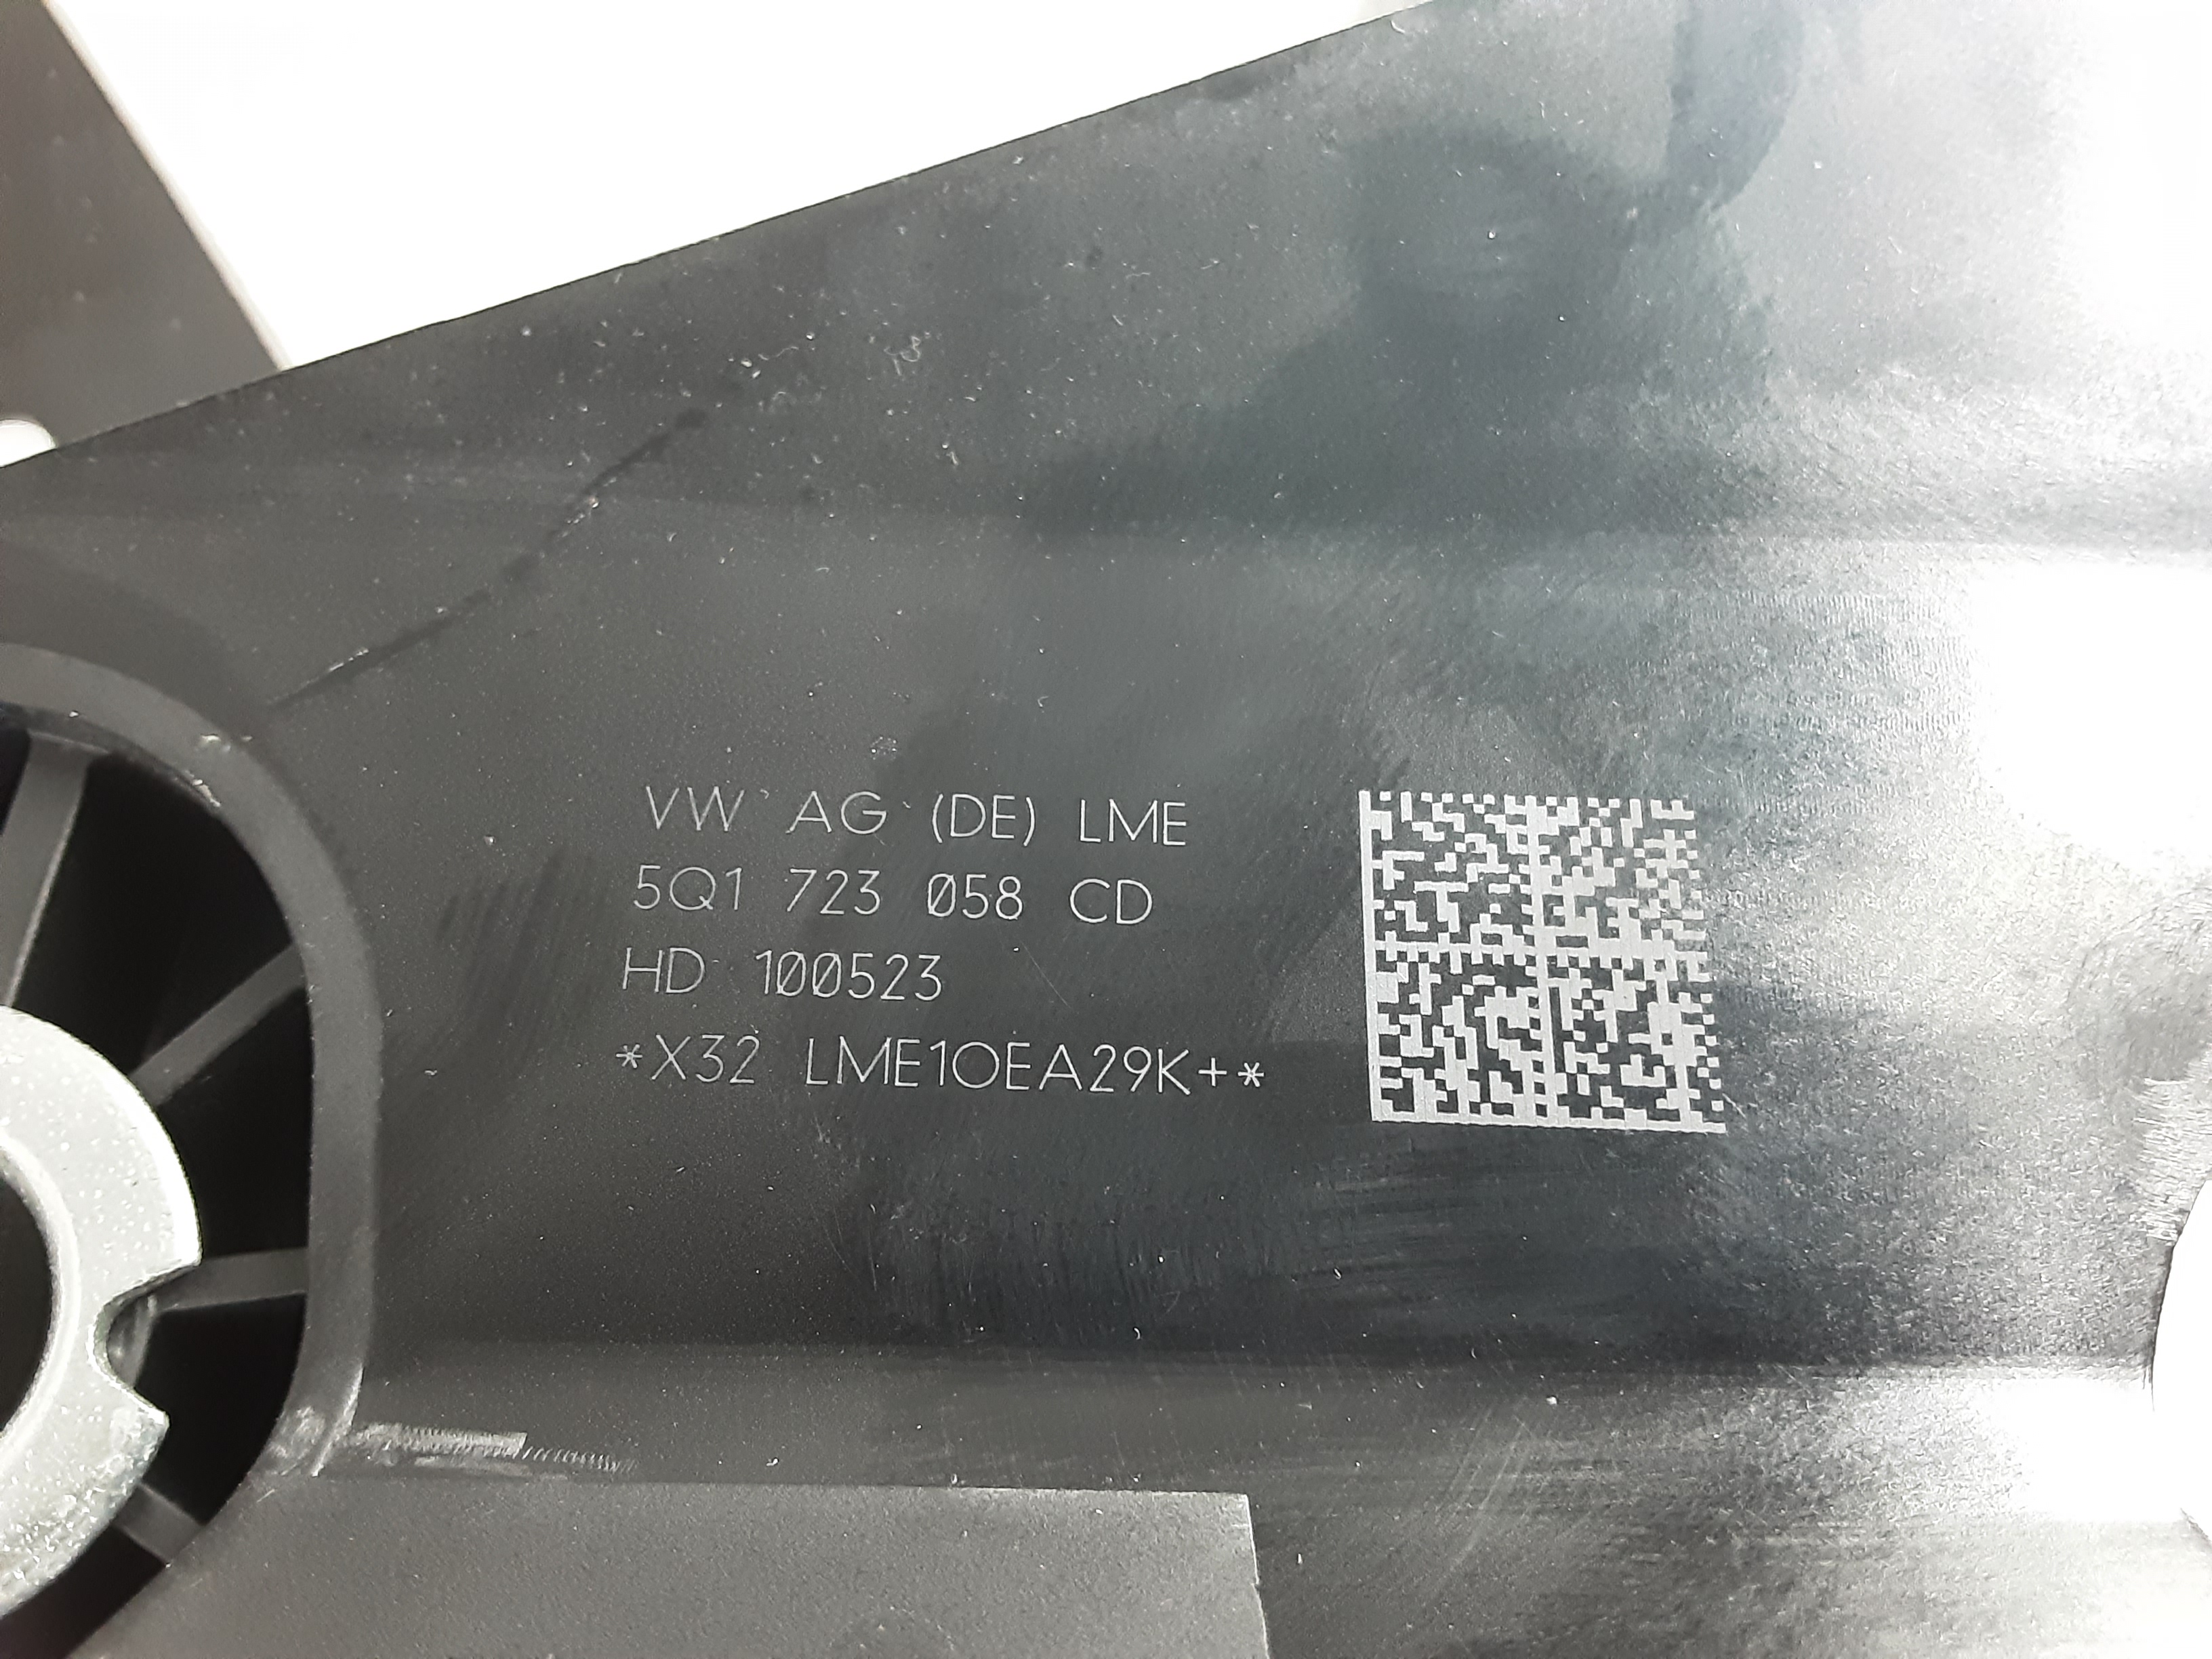 VW AG (DE) LME
5Q1 723 058 CD
HD 100523
*X32 LME10EA29K+*